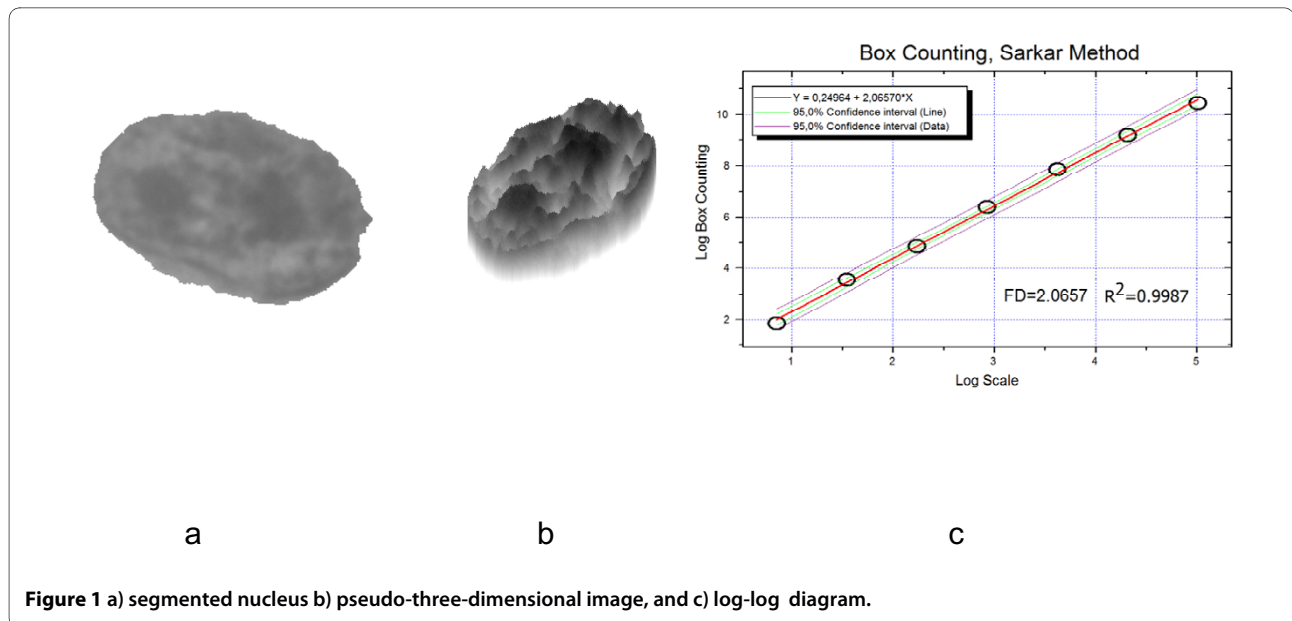 Box Counting, Sarkar Method
Y = 0,24964 + 2,06570*X
95,0% Confidence interval (Line)
95,0% Confidence interval (Data)
Log Box Counting
10
8
6
4
2
FD=2.0657 R²=0.9987
1 2 3 4 5
Log Scale
a b c
Figure 1 a) segmented nucleus b) pseudo-three-dimensional image, and c) log-log diagram.